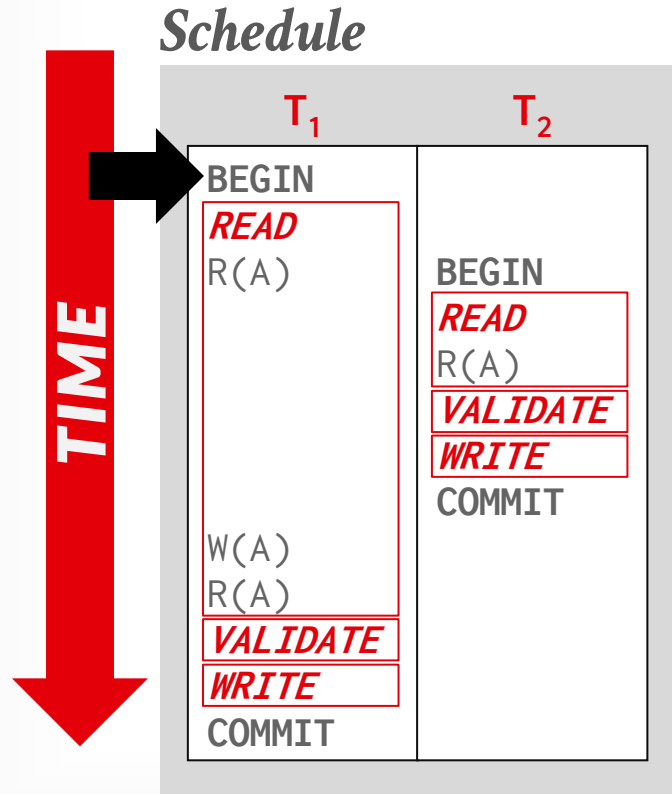 Schedule
TIME
T₁ T₂
BEGIN
READ
R(A) BEGIN
READ
R(A)
VALIDATE
WRITE
COMMIT
W(A)
R(A)
VALIDATE
WRITE
COMMIT